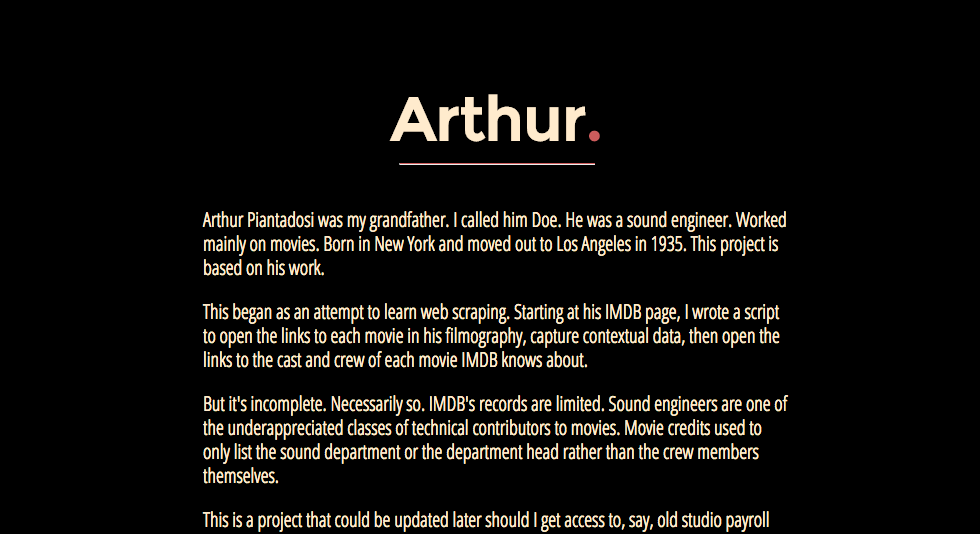 Arthur.
Arthur Piantadosi was my grandfather. I called him Doe. He was a sound engineer. Worked
mainly on movies. Born in New York and moved out to Los Angeles in 1935. This project is
based on his work.
This began as an attempt to learn web scraping. Starting at his IMDB page, I wrote a script
to open the links to each movie in his filmography, capture contextual data, then open the
links to the cast and crew of each movie IMDB knows about.
But it's incomplete. Necessarily so. IMDB's records are limited. Sound engineers are one of
the underappreciated classes of technical contributors to movies. Movie credits used to
only list the sound department or the department head rather than the crew members
themselves.
This is a project that could be updated later should I get access to, say, old studio payroll